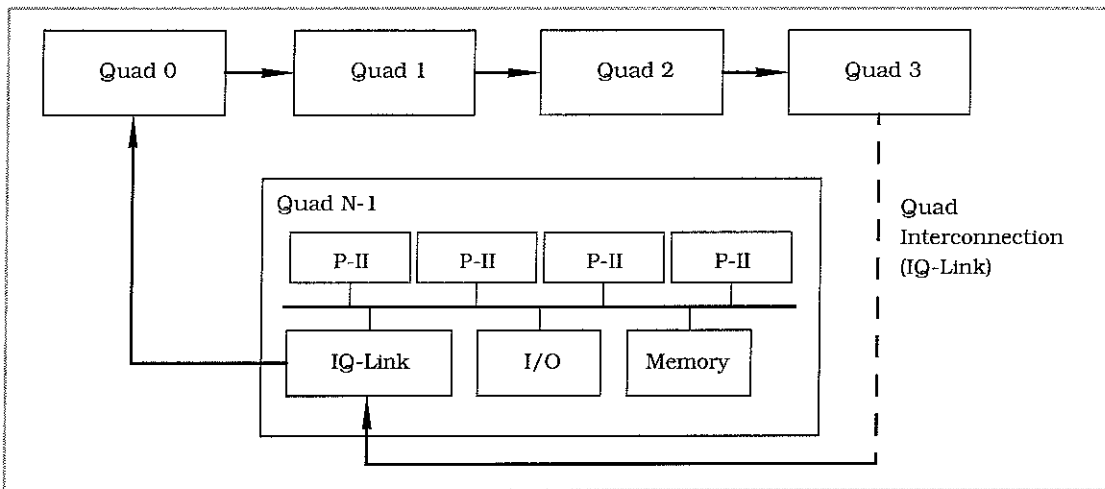 Quad 0
Quad 1
Quad 2
Quad 3
Quad N-1
Quad
Interconnection
(IQ-Link)
P-II
P-II
P-II
P-II
IQ-Link
I/O
Memory